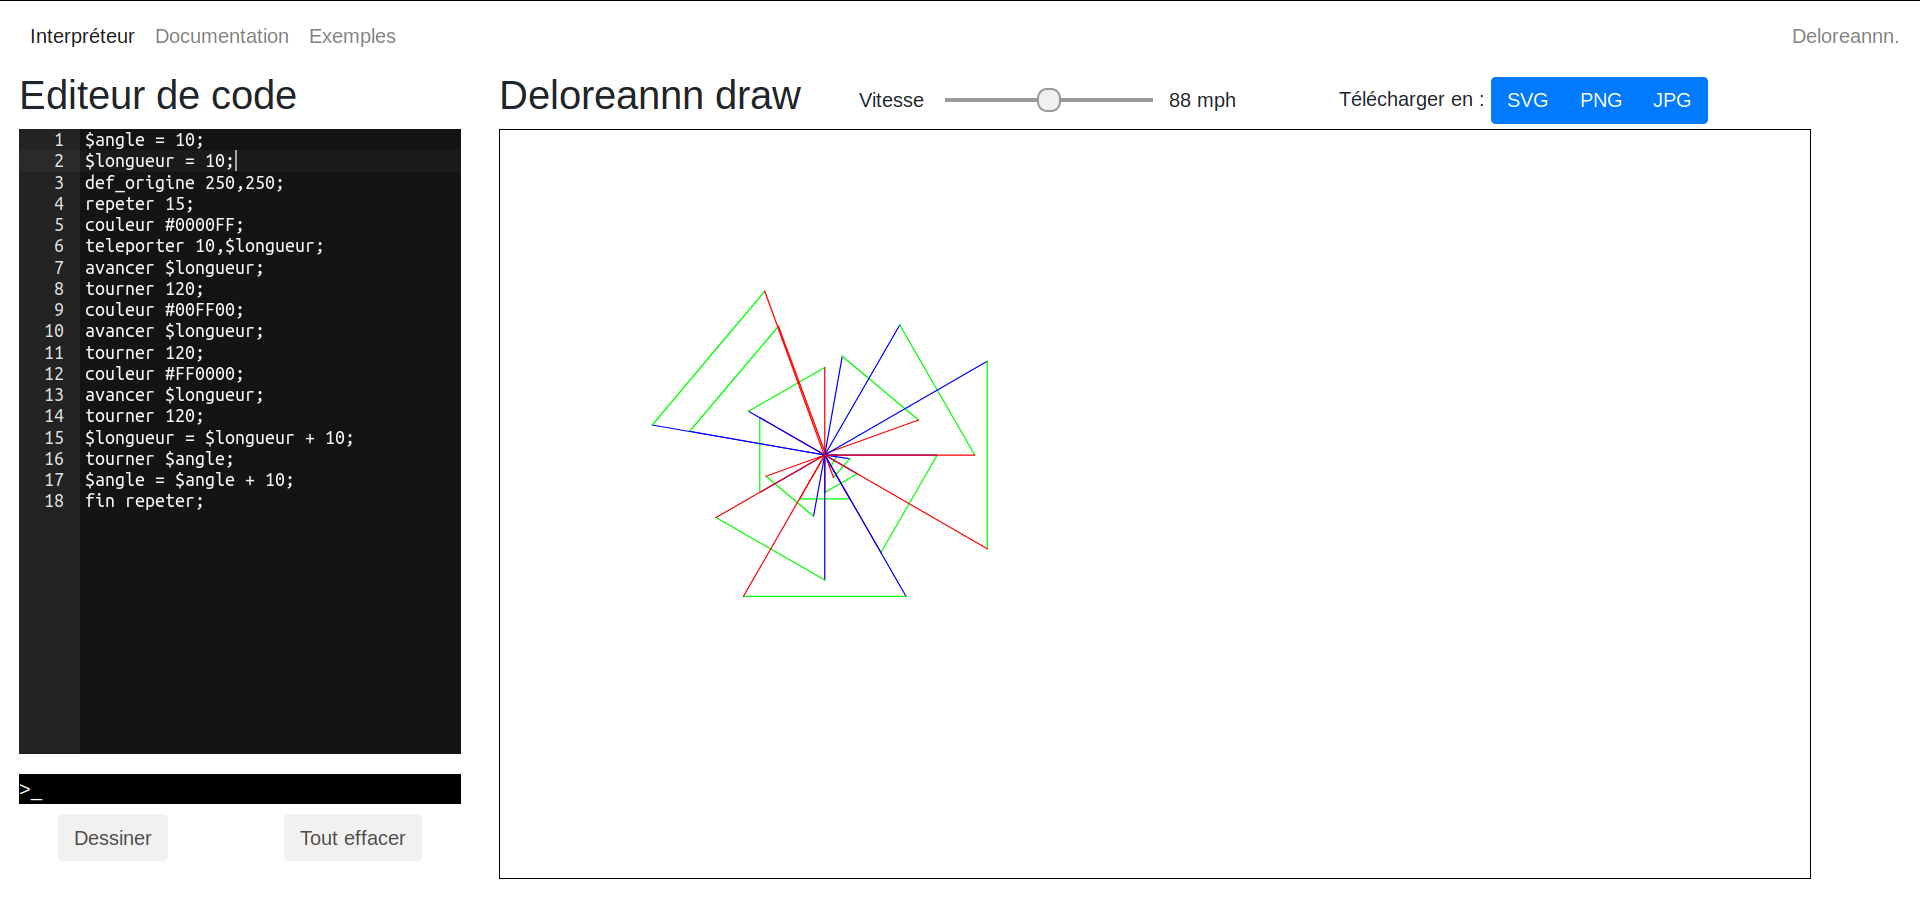 Interpréteur Documentation Exemples Deloreannn.
Editeur de code
Deloreannn draw
Vitesse 88 mph
Télécharger en : SVG PNG JPG
1 $angle = 10;
2 $longueur = 10;
3 def_origine 250,250;
4 repeter 15;
5 couleur #0000FF;
6 teleporter 10,$longueur;
7 avancer $longueur;
8 tourner 120;
9 couleur #00FF00;
10 avancer $longueur;
11 tourner 120;
12 couleur #FF0000;
13 avancer $longueur;
14 tourner 120;
15 $longueur = $longueur + 10;
16 tourner $angle;
17 $angle = $angle + 10;
18 fin repeter;
>_
Dessiner Tout effacer